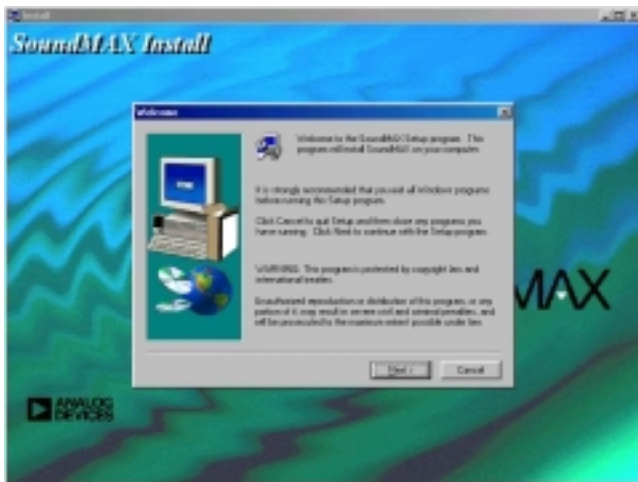 Install
SoundMAX Install
Welcome
Welcome to the SoundMAX Setup program. This
program will install SoundMAX on your computer.
It is strongly recommended that you exit all Windows programs
before running this Setup program.
Click Cancel to quit Setup and then close any programs you
have running. Click Next to continue with the Setup program.
WARNING: This program is protected by copyright law and
international treaties.
Unauthorized reproduction or distribution of this program, or any
portion of it, may result in severe civil and criminal penalties, and
will be prosecuted to the maximum extent possible under law.
MAX
Next >
Cancel
ANALOG
DEVICES